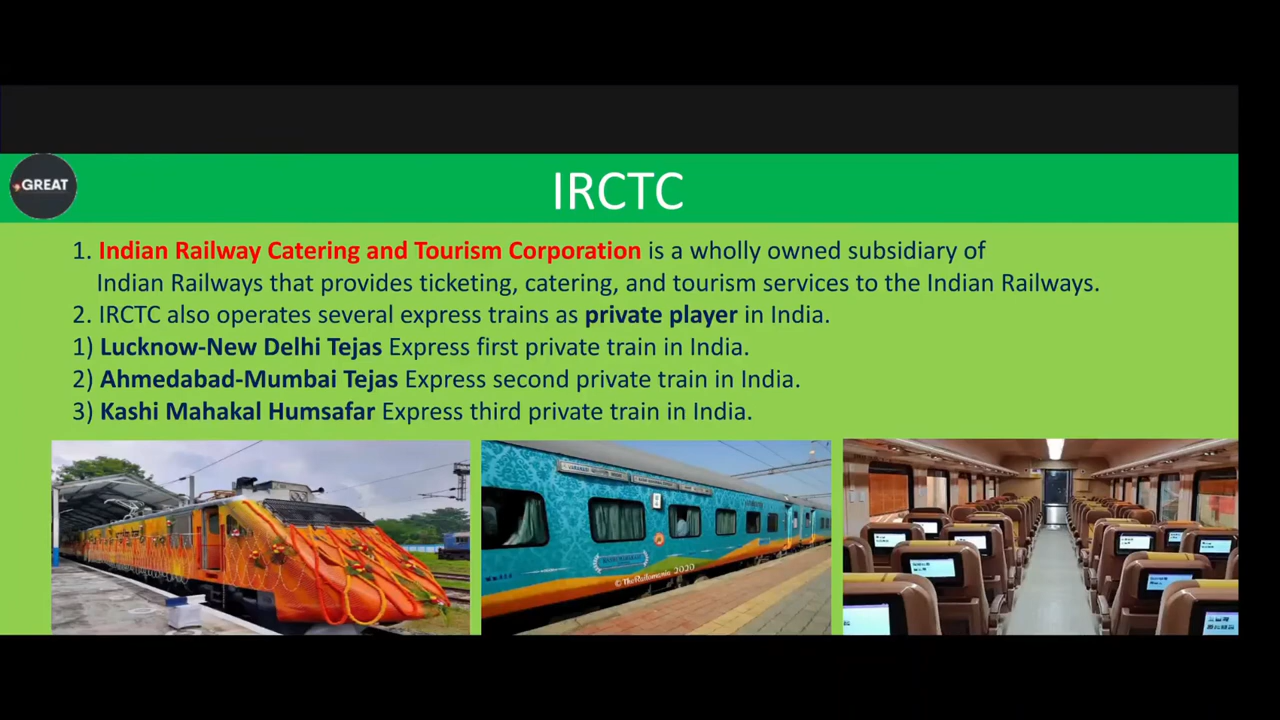 GREAT
IRCTC
1. Indian Railway Catering and Tourism Corporation is a wholly owned subsidiary of
Indian Railways that provides ticketing, catering, and tourism services to the Indian Railways.
2. IRCTC also operates several express trains as private player in India.
1) Lucknow-New Delhi Tejas Express first private train in India.
2) Ahmedabad-Mumbai Tejas Express second private train in India.
3) Kashi Mahakal Humsafar Express third private train in India.
©TheRailomania 2020